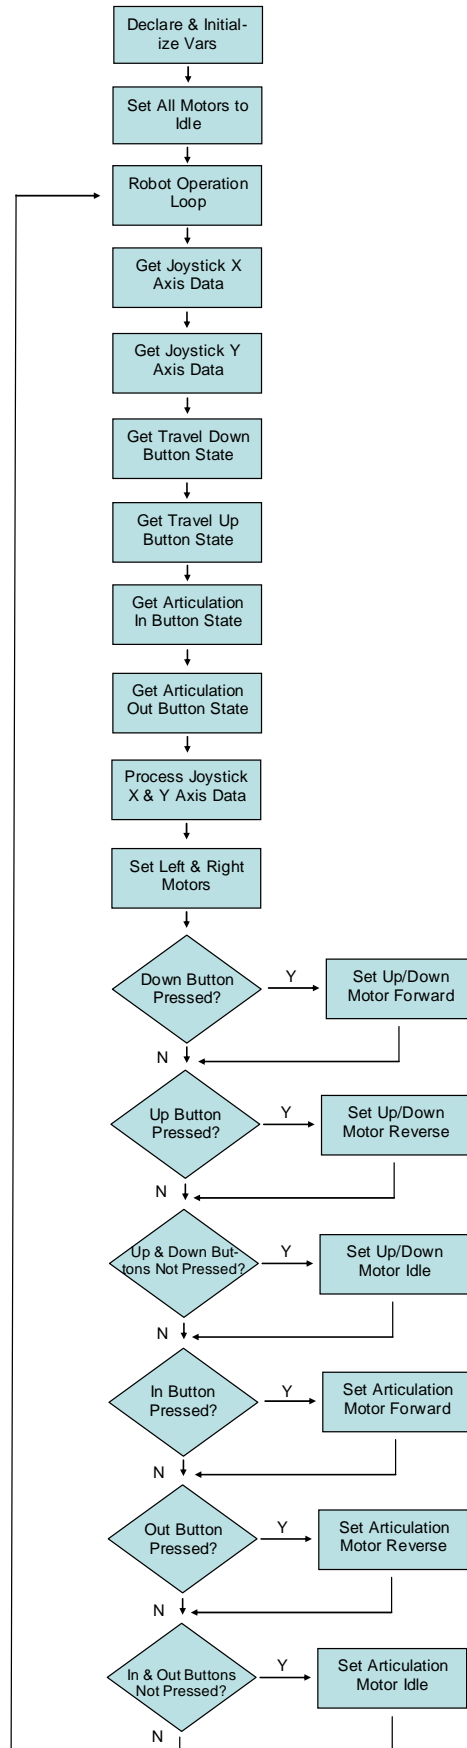 Declare & Initial-
ize Vars
Set All Motors to
Idle
Robot Operation
Loop
Get Joystick X
Axis Data
Get Joystick Y
Axis Data
Get Travel Down
Button State
Get Travel Up
Button State
Get Articulation
In Button State
Get Articulation
Out Button State
Process Joystick
X & Y Axis Data
Set Left & Right
Motors
Down Button
Pressed?
Y
Set Up/Down
Motor Forward
N
Up Button
Pressed?
Y
Set Up/Down
Motor Reverse
N
Up & Down But-
tons Not Pressed?
Y
Set Up/Down
Motor Idle
N
In Button
Pressed?
Y
Set Articulation
Motor Forward
N
Out Button
Pressed?
Y
Set Articulation
Motor Reverse
N
In & Out Buttons
Not Pressed?
Y
Set Articulation
Motor Idle
N